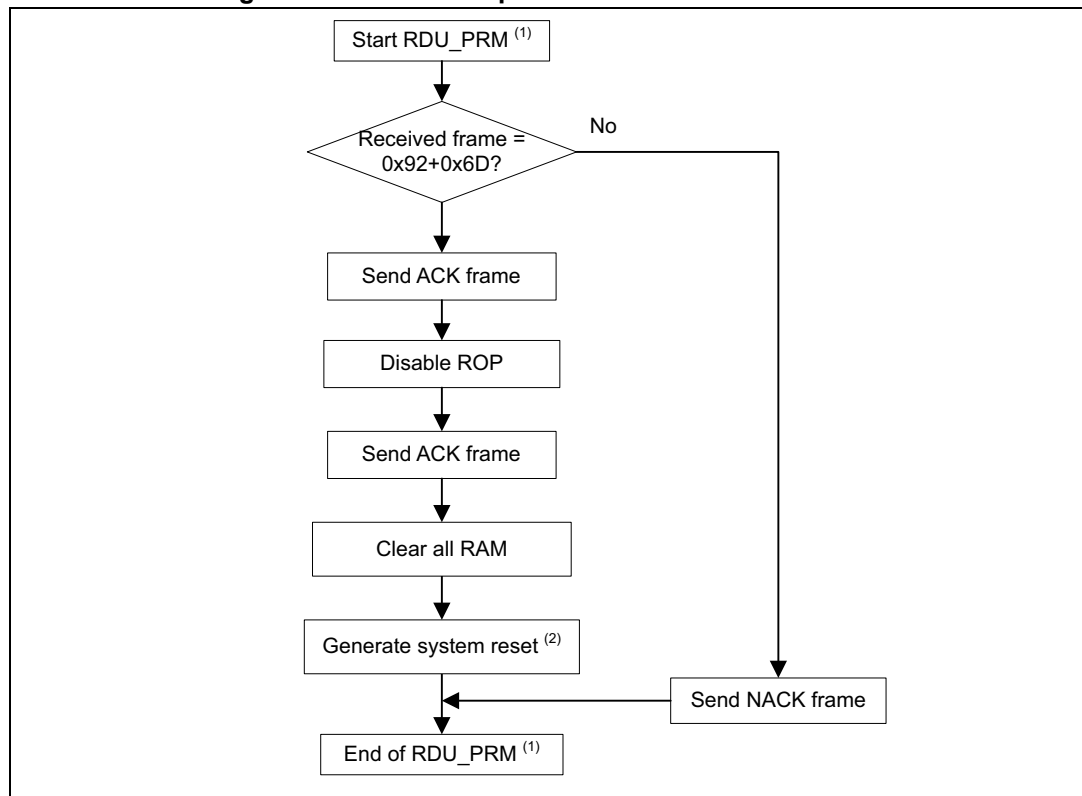 Start RDU_PRM (1)
Received frame =
0x92+0x6D?
No
Send ACK frame
Disable ROP
Send ACK frame
Clear all RAM
Generate system reset (2)
Send NACK frame
End of RDU_PRM (1)